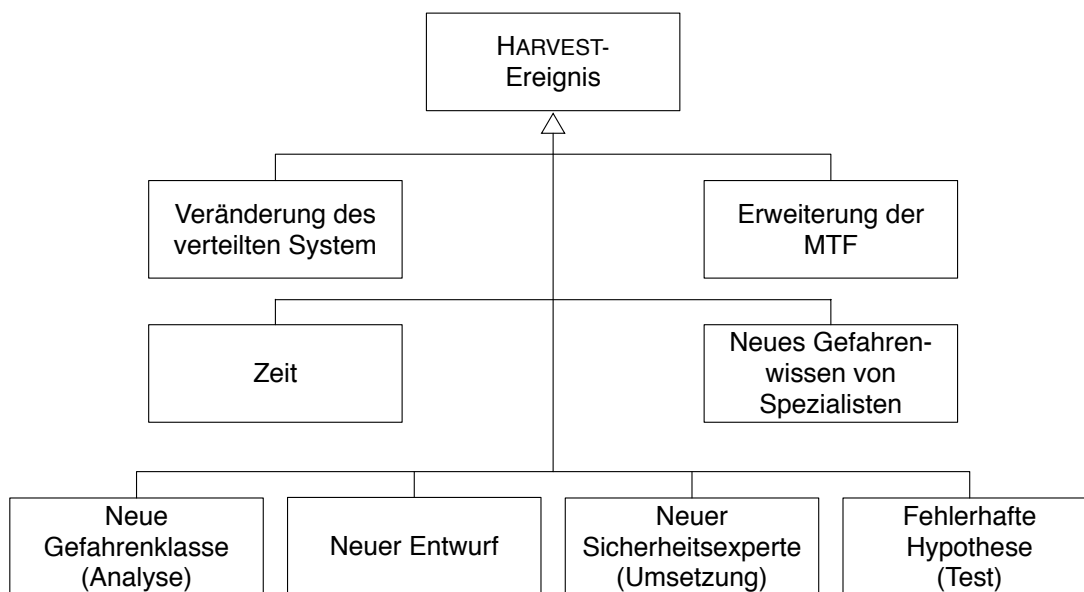 HARVEST-
Ereignis
Veränderung des
verteilten System
Erweiterung der
MTF
Zeit
Neues Gefahren-
wissen von
Spezialisten
Neue
Gefahrenklasse
(Analyse)
Neuer Entwurf
Neuer
Sicherheitsexperte
(Umsetzung)
Fehlerhafte
Hypothese
(Test)